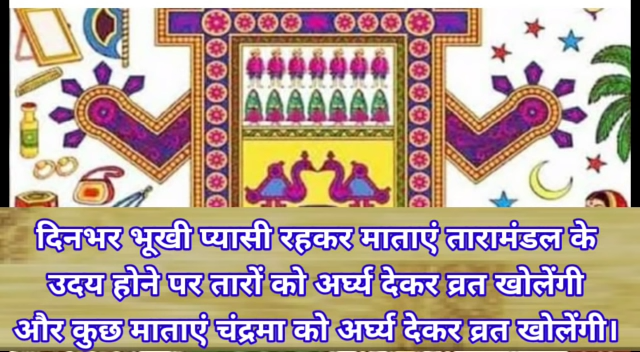 दिनभर भूखी प्यासी रहकर माताएं तारामंडल के
उदय होने पर तारों को अर्घ्य देकर व्रत खोलेंगी
और कुछ माताएं चंद्रमा को अर्घ्य देकर व्रत खोलेंगी।